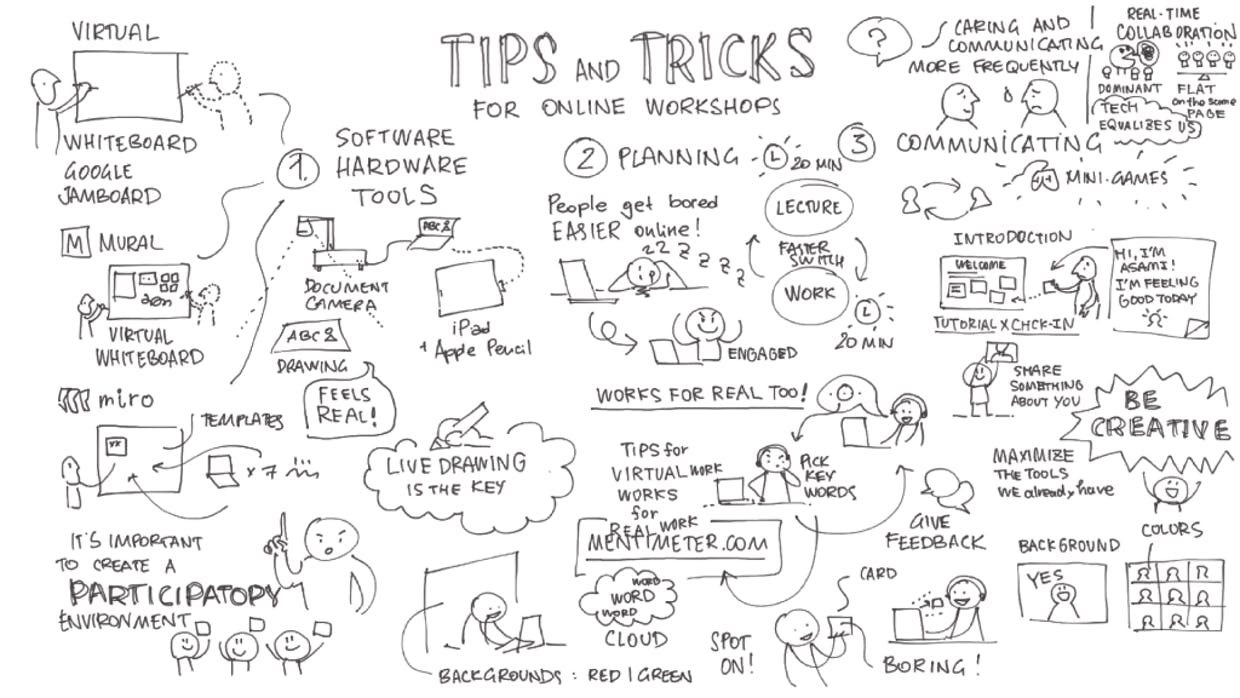 TIPS AND TRICKS
FOR ONLINE WORKSHOPS
VIRTUAL
WHITEBOARD
GOOGLE
JAMBOARD
M MURAL
VIRTUAL
WHITEBOARD
miro
TEMPLATES
x 7
IT'S IMPORTANT
TO CREATE A
PARTICIPATOPY
ENVIRONMENT
1.
SOFTWARE
HARDWARE
TOOLS
ABC &
DOCUMENT
CAMERA
ABC &
DRAWING
iPad
+ Apple Pencil
FEELS
REAL!
LIVE DRAWING
IS THE KEY
BACKGROUNDS : RED | GREEN
2 PLANNING
20 MIN
People get bored
EASIER online!
z z z z z z z
ENGAGED
LECTURE
FASTER
SWITCH
WORK
20 MIN
WORKS FOR REAL TOO!
TIPS for
VIRTUAL WORK
WORKS
for
REAL WORK
MENTIMETER.COM
WORD
WORD
WORD
CLOUD
PICK
KEY
WORDS
GIVE
FEEDBACK
SPOT
ON!
CARD
BORING!
3
COMMUNICATING
?
CARING AND
COMMUNICATING
MORE FREQUENTLY
REAL-TIME
COLLABORATION
DOMINANT
FLAT
on the same
PAGE
TECH
EQUALIZES US
MINI-GAMES
INTRODOCTION
WELCOME
TUTORIAL X CHCK-IN
HI, I'M
ASAMI!
I'M FEELING
GOOD TODAY
SHARE
SOMETHING
ABOUT YOU
BE
CREATIVE
MAXIMIZE
THE TOOLS
WE already have
BACKGROUND
YES
COLORS